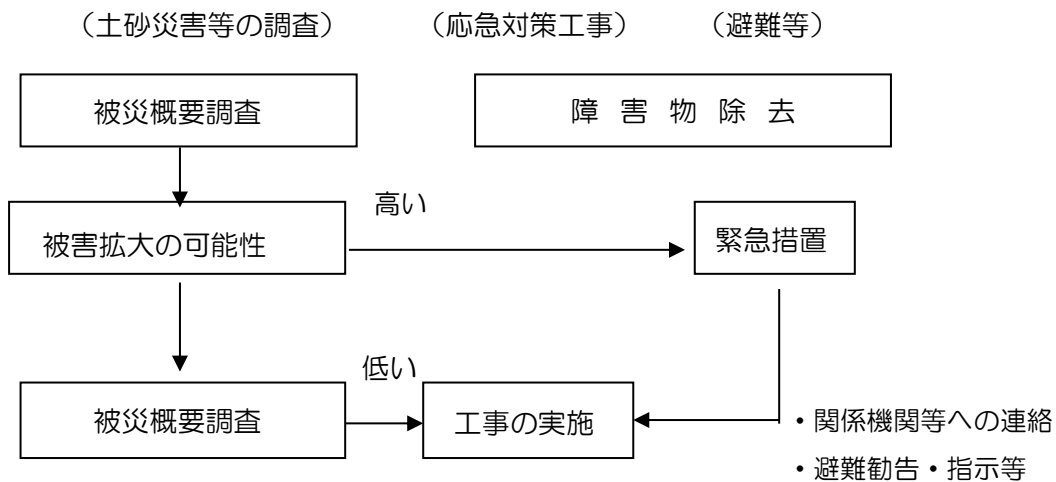 （土砂災害等の調査） （応急対策工事） （避難等）
被災概要調査 障害物除去
高い
被害拡大の可能性 緊急措置
低い
被災概要調査 工事の実施
・関係機関等への連絡
・避難勧告・指示等